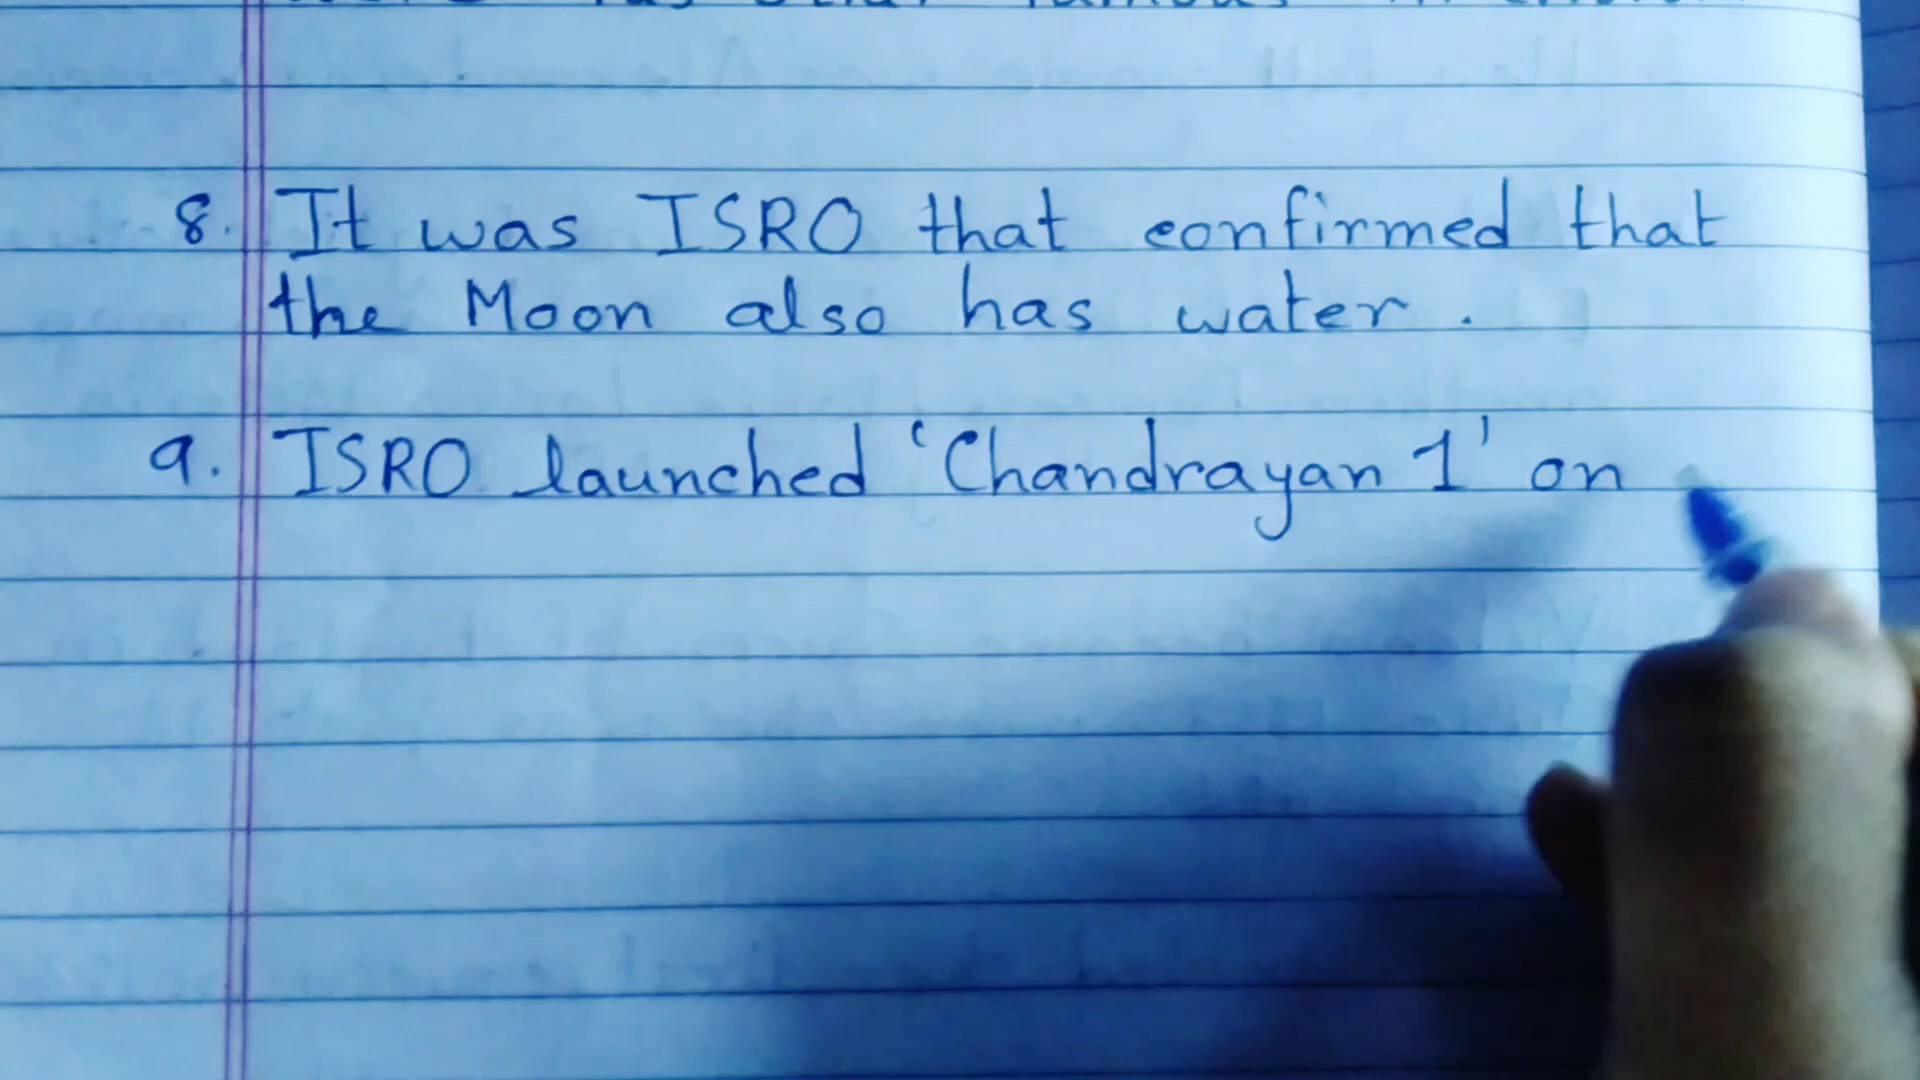 8. It was ISRO that confirmed that
the Moon also has water.
9. ISRO launched 'Chandrayan 1' on